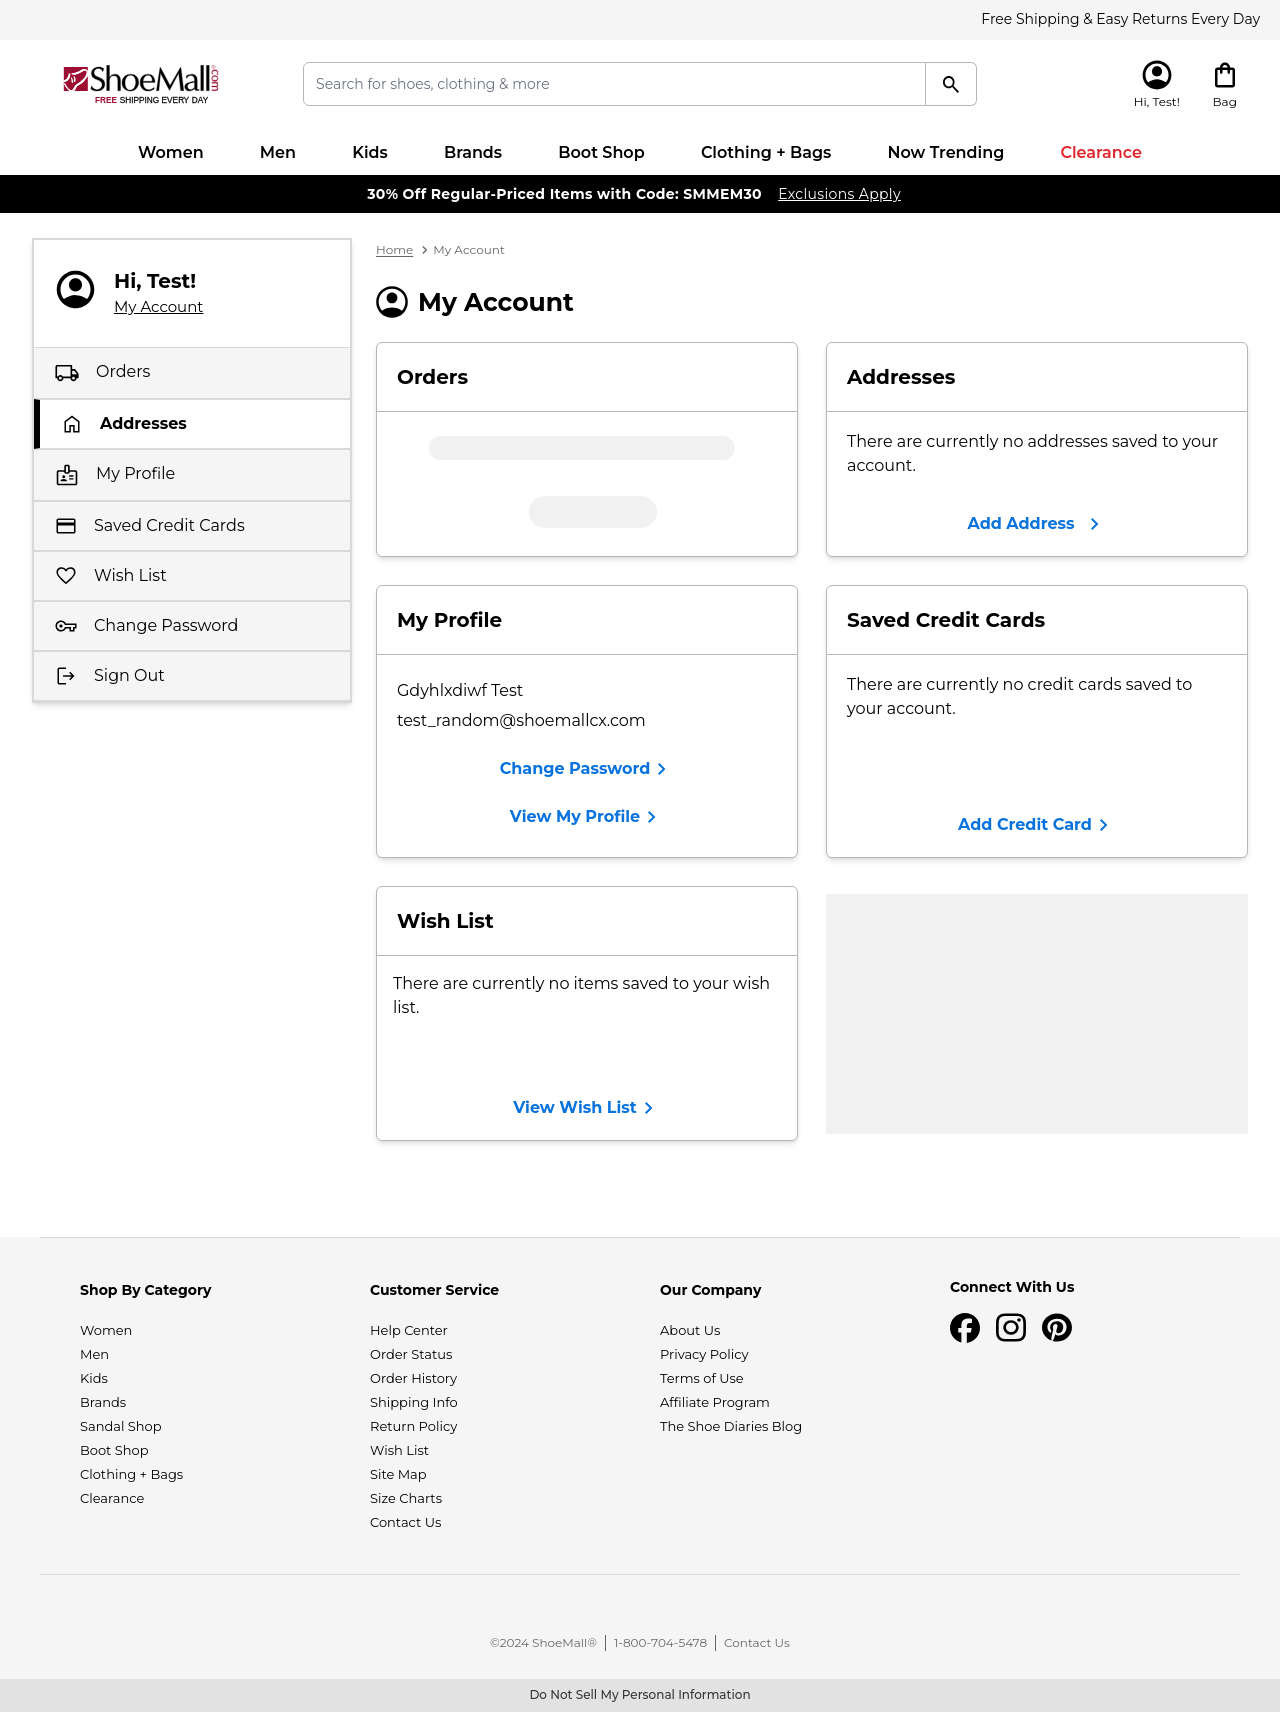 Free Shipping & Easy Returns Every Day
ShoeMall.com
FREE SHIPPING EVERY DAY
Search for shoes, clothing & more
Hi, Test!
Bag
Women
Men
Kids
Brands
Boot Shop
Clothing + Bags
Now Trending
Clearance
30% Off Regular-Priced Items with Code: SMMEM30 Exclusions Apply
Hi, Test!
My Account
Orders
Addresses
My Profile
Saved Credit Cards
Wish List
Change Password
Sign Out
Home > My Account
My Account
Orders
Addresses
There are currently no addresses saved to your
account.
Add Address
My Profile
Gdyhlxdiwf Test
test_random@shoemallcx.com
Change Password
View My Profile
Saved Credit Cards
There are currently no credit cards saved to
your account.
Add Credit Card
Wish List
There are currently no items saved to your wish
list.
View Wish List
Shop By Category
Women
Men
Kids
Brands
Sandal Shop
Boot Shop
Clothing + Bags
Clearance
Customer Service
Help Center
Order Status
Order History
Shipping Info
Return Policy
Wish List
Site Map
Size Charts
Contact Us
Our Company
About Us
Privacy Policy
Terms of Use
Affiliate Program
The Shoe Diaries Blog
Connect With Us
©2024 ShoeMall® | 1-800-704-5478 | Contact Us
Do Not Sell My Personal Information